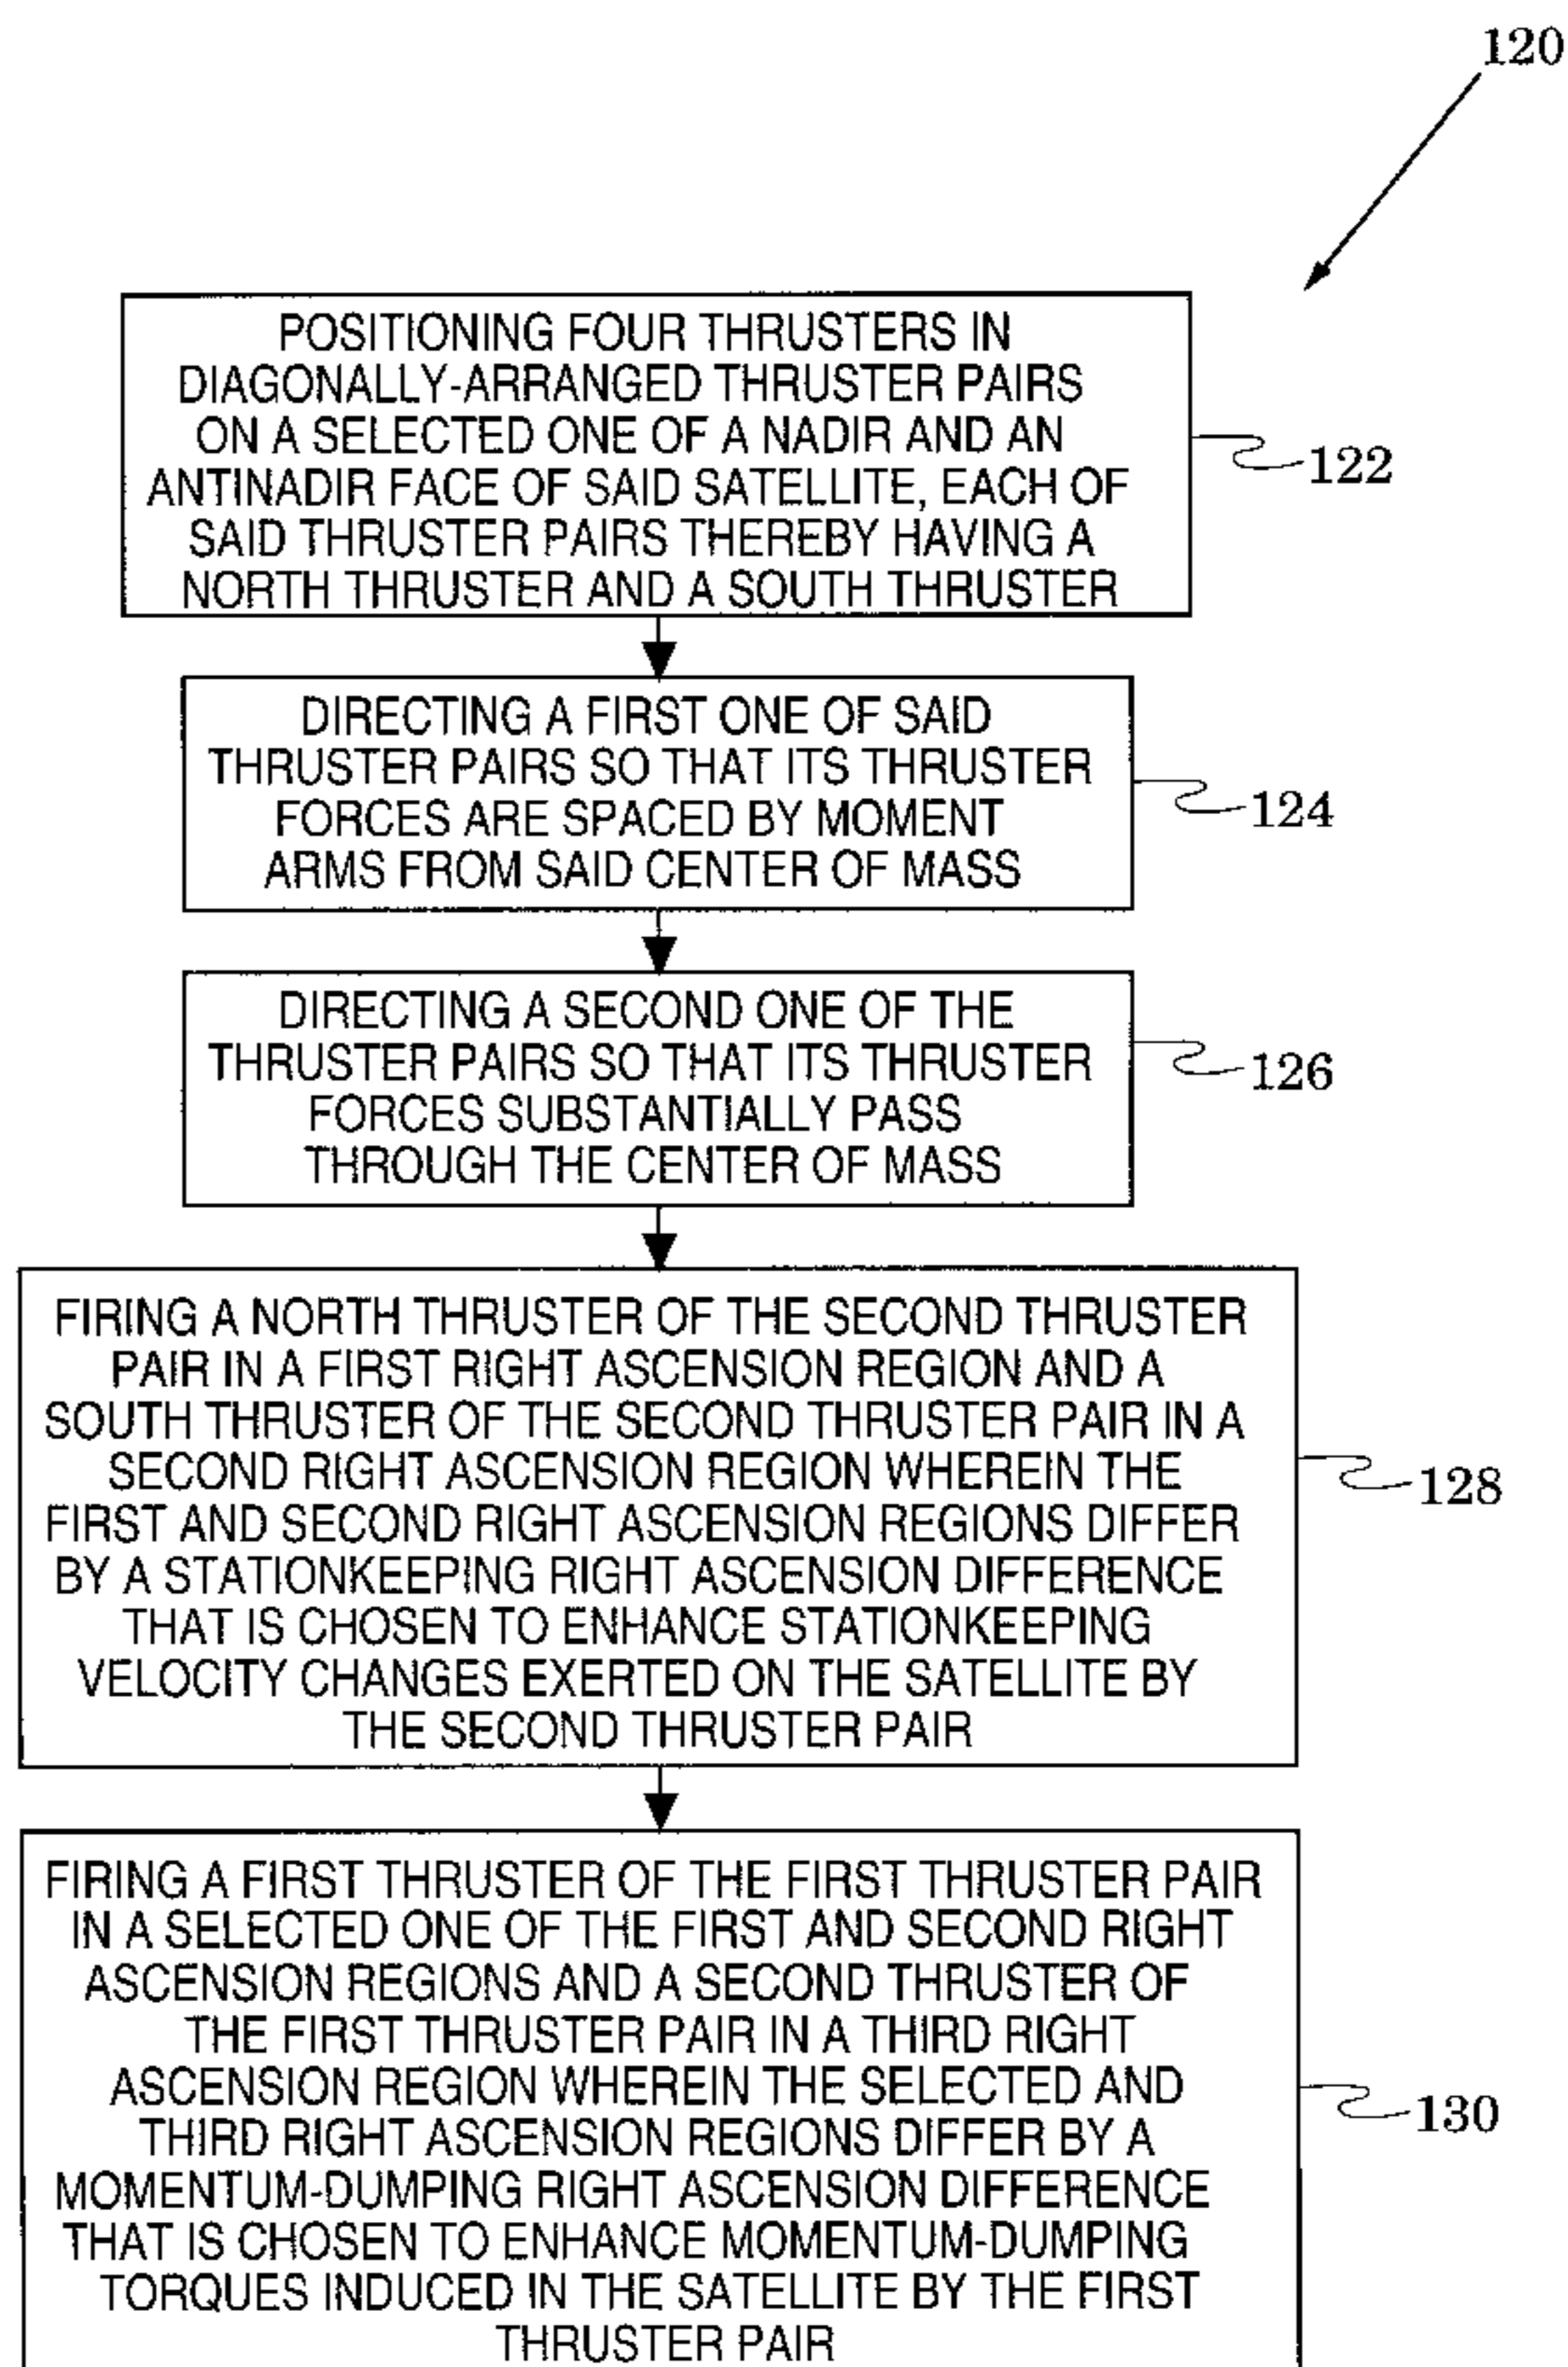 120
POSITIONING FOUR THRUSTERS IN
DIAGONALLY-ARRANGED THRUSTER PAIRS
ON A SELECTED ONE OF A NADIR AND AN
ANTINADIR FACE OF SAID SATELLITE, EACH OF
SAID THRUSTER PAIRS THEREBY HAVING A
NORTH THRUSTER AND A SOUTH THRUSTER
122
DIRECTING A FIRST ONE OF SAID
THRUSTER PAIRS SO THAT ITS THRUSTER
FORCES ARE SPACED BY MOMENT
ARMS FROM SAID CENTER OF MASS
124
DIRECTING A SECOND ONE OF THE
THRUSTER PAIRS SO THAT ITS THRUSTER
FORCES SUBSTANTIALLY PASS
THROUGH THE CENTER OF MASS
126
FIRING A NORTH THRUSTER OF THE SECOND THRUSTER
PAIR IN A FIRST RIGHT ASCENSION REGION AND A
SOUTH THRUSTER OF THE SECOND THRUSTER PAIR IN A
SECOND RIGHT ASCENSION REGION WHEREIN THE
FIRST AND SECOND RIGHT ASCENSION REGIONS DIFFER
BY A STATIONKEEPING RIGHT ASCENSION DIFFERENCE
THAT IS CHOSEN TO ENHANCE STATIONKEEPING
VELOCITY CHANGES EXERTED ON THE SATELLITE BY
THE SECOND THRUSTER PAIR
128
FIRING A FIRST THRUSTER OF THE FIRST THRUSTER PAIR
IN A SELECTED ONE OF THE FIRST AND SECOND RIGHT
ASCENSION REGIONS AND A SECOND THRUSTER OF
THE FIRST THRUSTER PAIR IN A THIRD RIGHT
ASCENSION REGION WHEREIN THE SELECTED AND
THIRD RIGHT ASCENSION REGIONS DIFFER BY A
MOMENTUM-DUMPING RIGHT ASCENSION DIFFERENCE
THAT IS CHOSEN TO ENHANCE MOMENTUM-DUMPING
TORQUES INDUCED IN THE SATELLITE BY THE FIRST
THRUSTER PAIR
130